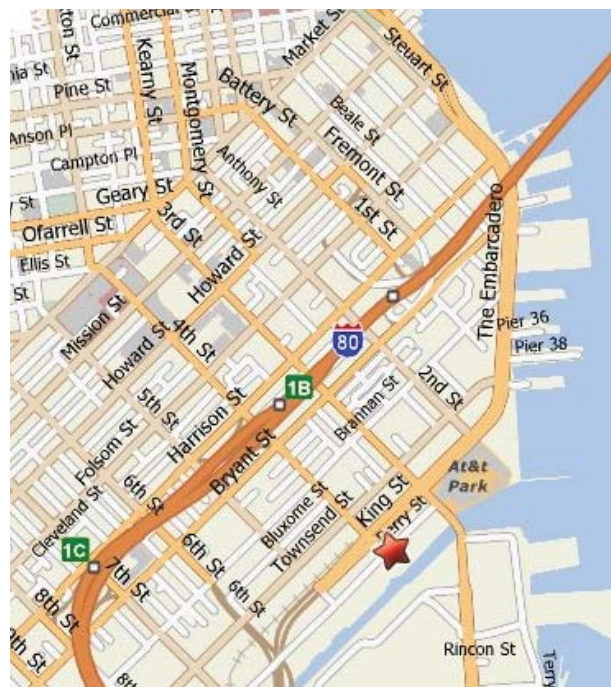 Commercial St
Market St
Steuart St
Kearny St
Montgomery St
Pine St
Battery St
Beale St
Fremont St
Anson Pl
Campton Pl
Anthony St
Geary St
1st St
Ofarrell St
3rd St
The Embarcadero
Ellis St
Howard St
Mission St
4th St
Pier 36
80
Pier 38
Howard St
1B
2nd St
5th St
Harrison St
Brannan St
Folsom St
Bryant St
At&t
Park
6th St
King St
Cleveland St
Bluxome St
Townsend St
Berry St
1C
7th St
6th St
6th St
8th St
Rincon St